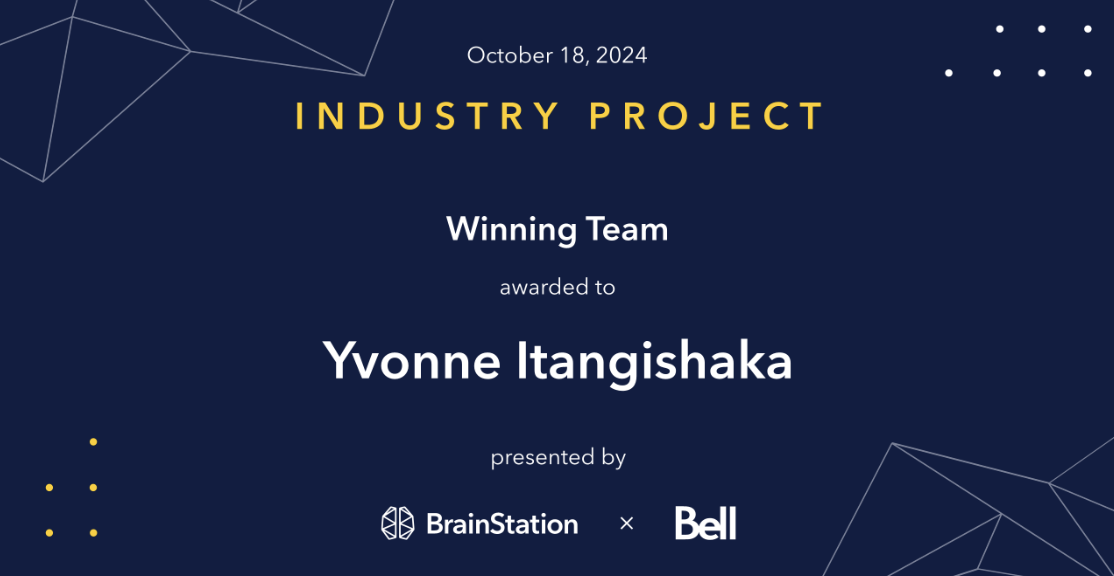 October 18, 2024
INDUSTRY PROJECT
Winning Team
awarded to
Yvonne Itangishaka
presented by
BrainStation × Bell